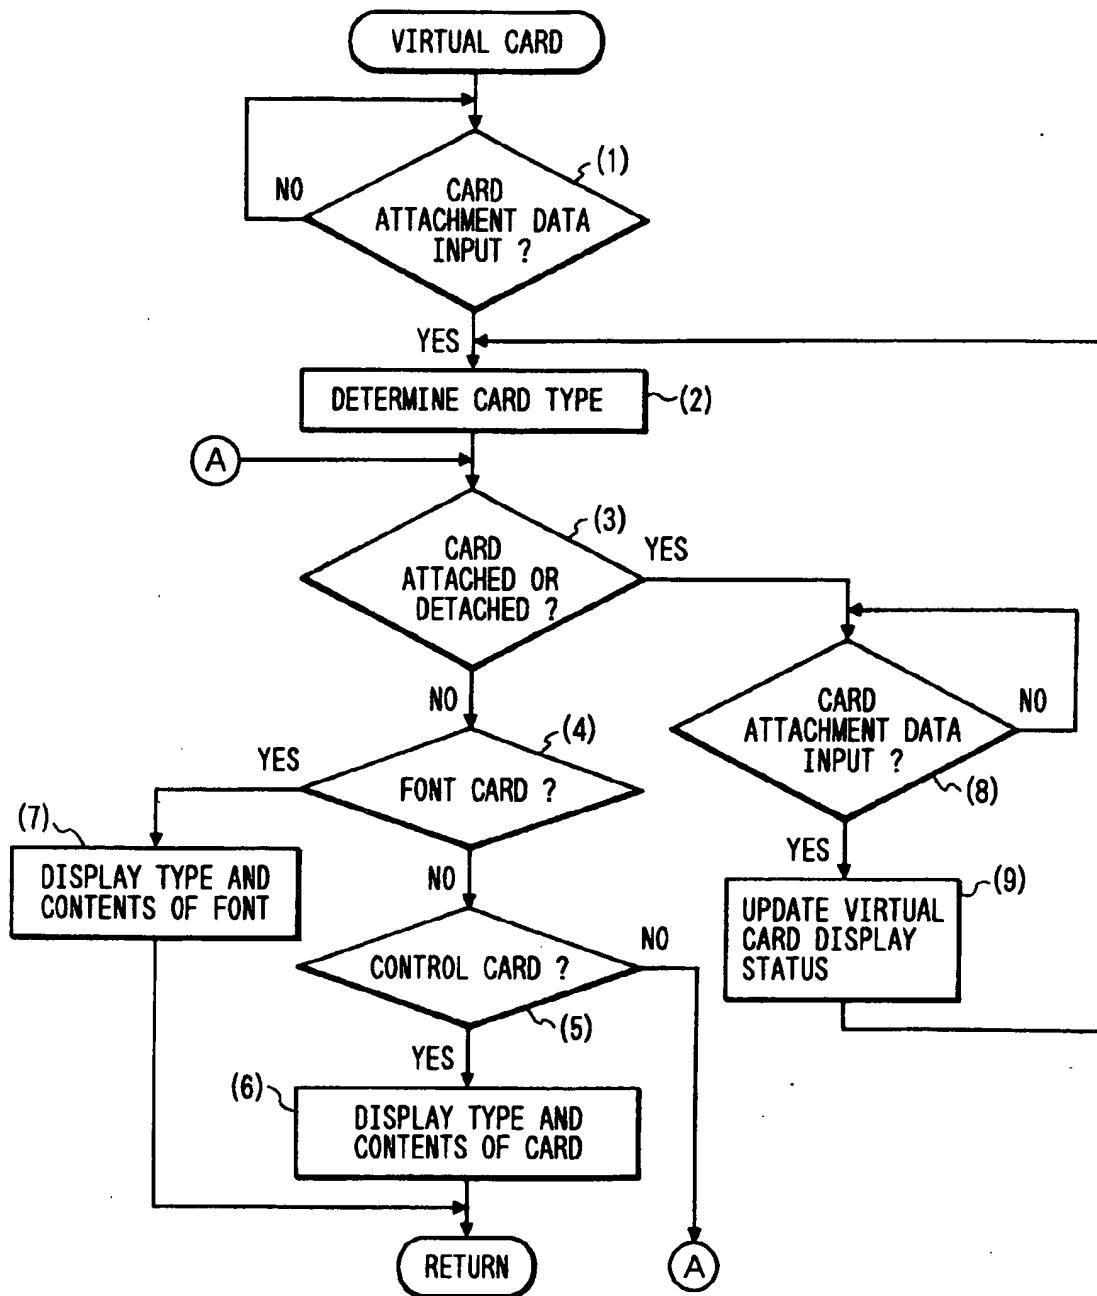 VIRTUAL CARD
(1)
NO
CARD
ATTACHMENT DATA
INPUT ?
YES
DETERMINE CARD TYPE
(2)
A
(3)
CARD
ATTACHED OR
DETACHED ?
YES
NO
CARD
ATTACHMENT DATA
INPUT ?
NO
(8)
(4)
YES
FONT CARD ?
(7)
DISPLAY TYPE AND
CONTENTS OF FONT
NO
YES
(9)
UPDATE VIRTUAL
CARD DISPLAY
STATUS
CONTROL CARD ?
NO
(5)
YES
(6)
DISPLAY TYPE AND
CONTENTS OF CARD
RETURN
A